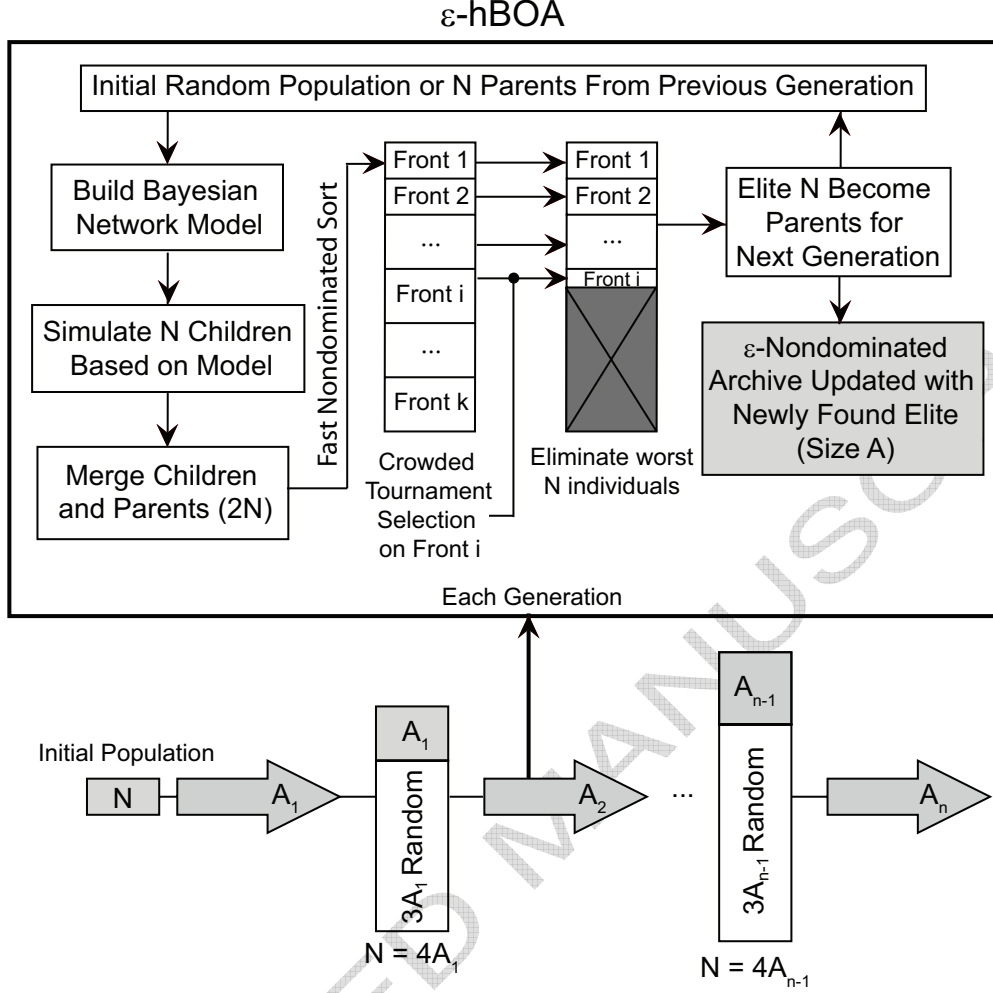 ε-hBOA
Initial Random Population or N Parents From Previous Generation
Build Bayesian
Network Model
Simulate N Children
Based on Model
Merge Children
and Parents (2N)
Fast Nondominated Sort
Front 1
Front 2
...
Front i
...
Front k
Crowded
Tournament
Selection
on Front i
Front 1
Front 2
...
Front i
Eliminate worst
N individuals
Elite N Become
Parents for
Next Generation
ε-Nondominated
Archive Updated with
Newly Found Elite
(Size A)
Each Generation
Initial Population
N
A1
A1
3A1 Random
N = 4A1
A2
...
An-1
3An-1 Random
N = 4An-1
An